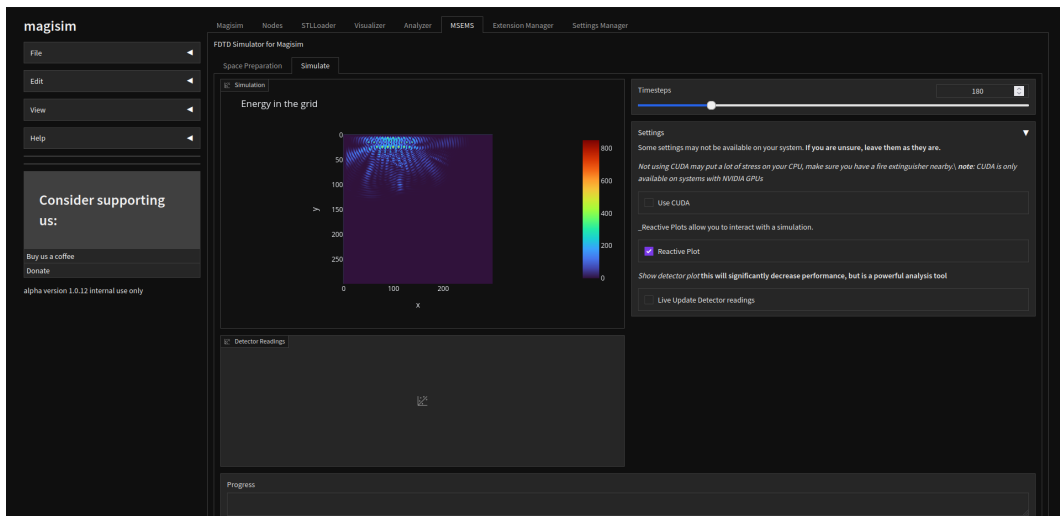 magisim
File
Edit
View
Help
Consider supporting
us:
Buy us a coffee
Donate
alpha version 1.0.12 internal use only
Magisim Nodes STLLoader Visualizer Analyzer MSEMS Extension Manager Settings Manager
FDTD Simulator for Magisim
Space Preparation Simulate
Simulation
Energy in the grid
0
50
100
150
200
250
y
0 100 200
x
800
600
400
200
0
Detector Readings
Progress
Timesteps 180
Settings
Some settings may not be available on your system. If you are unsure, leave them as they are.
Not using CUDA may put a lot of stress on your CPU, make sure you have a fire extinguisher nearby.\ note: CUDA is only
available on systems with NVIDIA GPUs
Use CUDA
_Reactive Plots allow you to interact with a simulation.
Reactive Plot
Show detector plot this will significantly decrease performance, but is a powerful analysis tool
Live Update Detector readings